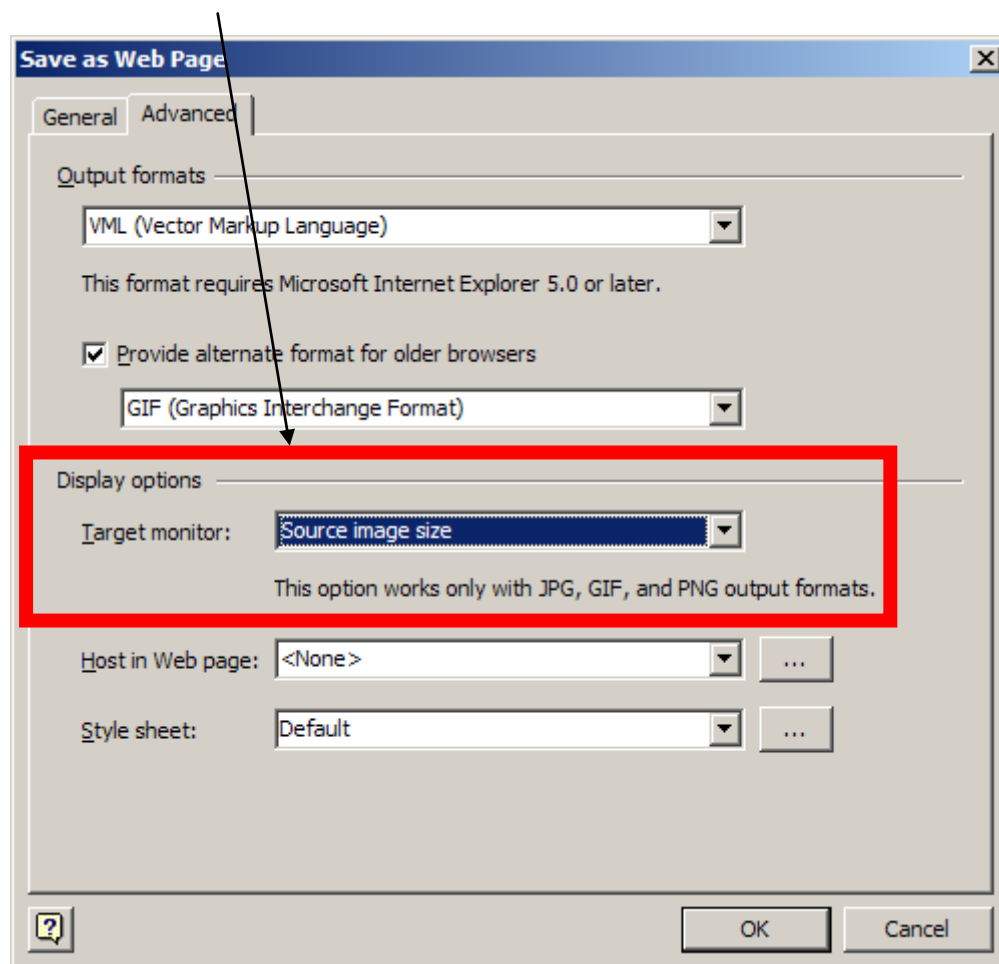 Save as Web Page
General
Advanced
Output formats
VML (Vector Markup Language)
This format requires Microsoft Internet Explorer 5.0 or later.
Provide alternate format for older browsers
GIF (Graphics Interchange Format)
Display options
Target monitor:
Source image size
This option works only with JPG, GIF, and PNG output formats.
Host in Web page:
<None>
...
Style sheet:
Default
...
OK
Cancel